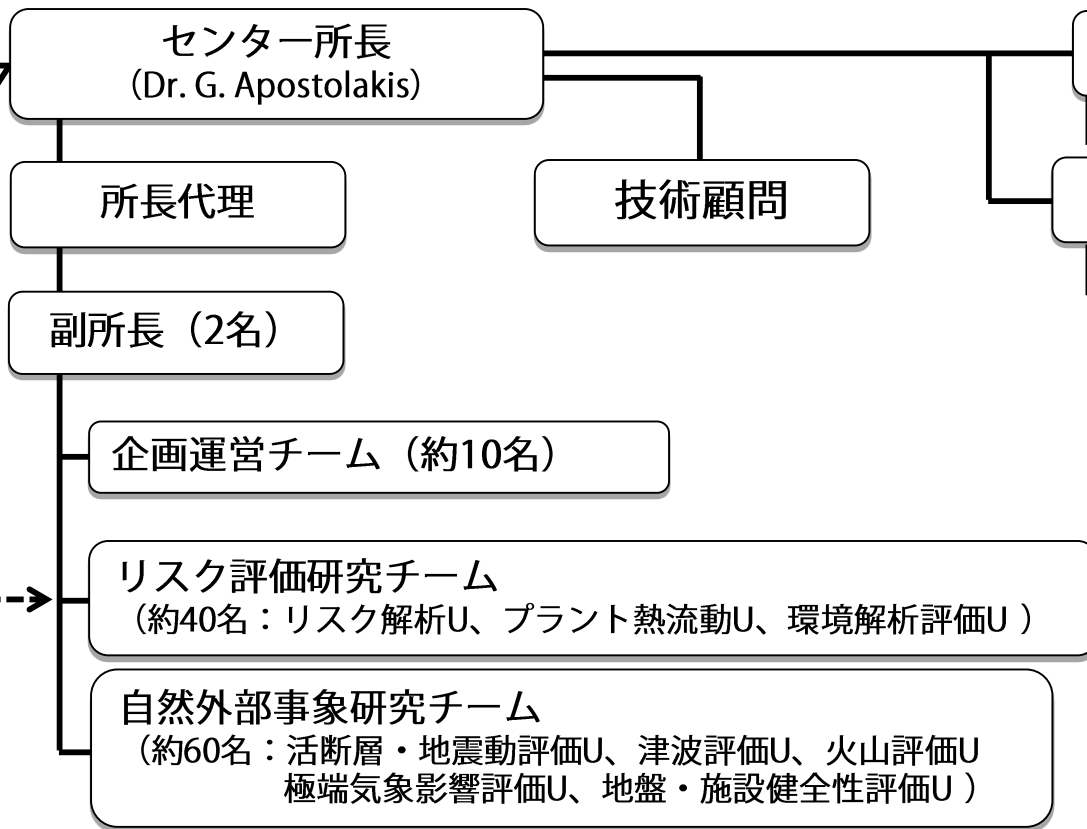 センター所長
（Dr. G. Apostolakis）
所長代理
技術顧問
副所長（2名）
企画運営チーム（約10名）
リスク評価研究チーム
（約40名：リスク解析U、プラント熱流動U、環境解析評価U ）
自然外部事象研究チーム
（約60名：活断層・地震動評価U、津波評価U、火山評価U
極端気象影響評価U、地盤・施設健全性評価U ）